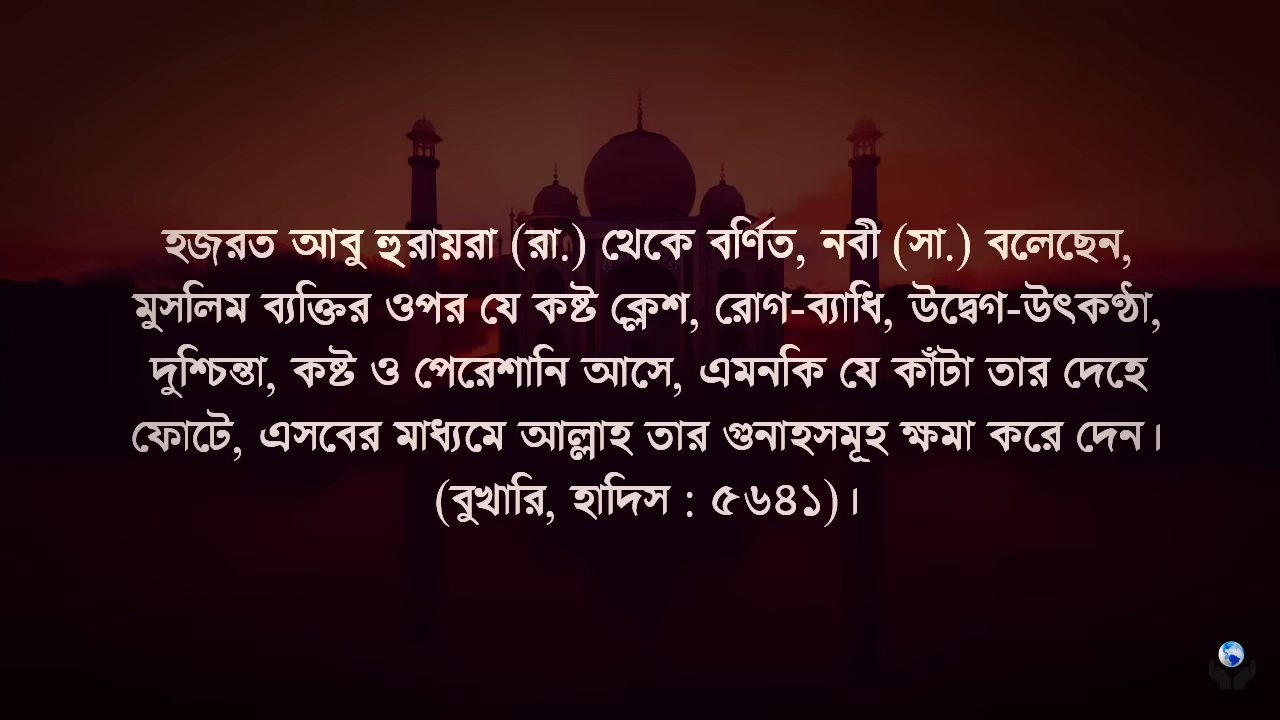 হজরত আবু হুরায়রা (রা.) থেকে বর্ণিত, নবী (সা.) বলেছেন,
মুসলিম ব্যক্তির ওপর যে কষ্ট ক্লেশ, রোগ-ব্যাধি, উদ্বেগ-উৎকণ্ঠা,
দুশ্চিন্তা, কষ্ট ও পেরেশানি আসে, এমনকি যে কাঁটা তার দেহে
ফোটে, এসবের মাধ্যমে আল্লাহ তার গুনাহসমূহ ক্ষমা করে দেন।
(বুখারি, হাদিস : ৫৬৪১)।